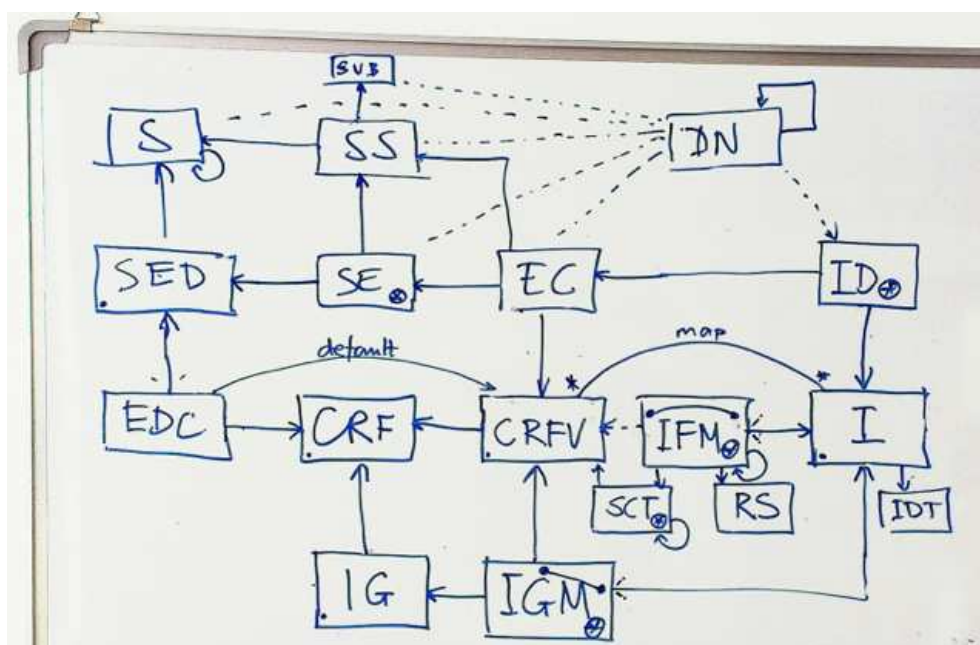 SUB
S
SS
DN
SED
SE *
EC
ID *
default
map
*
*
EDC
CRF
CRFV
IFM
I
SCT *
RS
IDT
IG
IGM